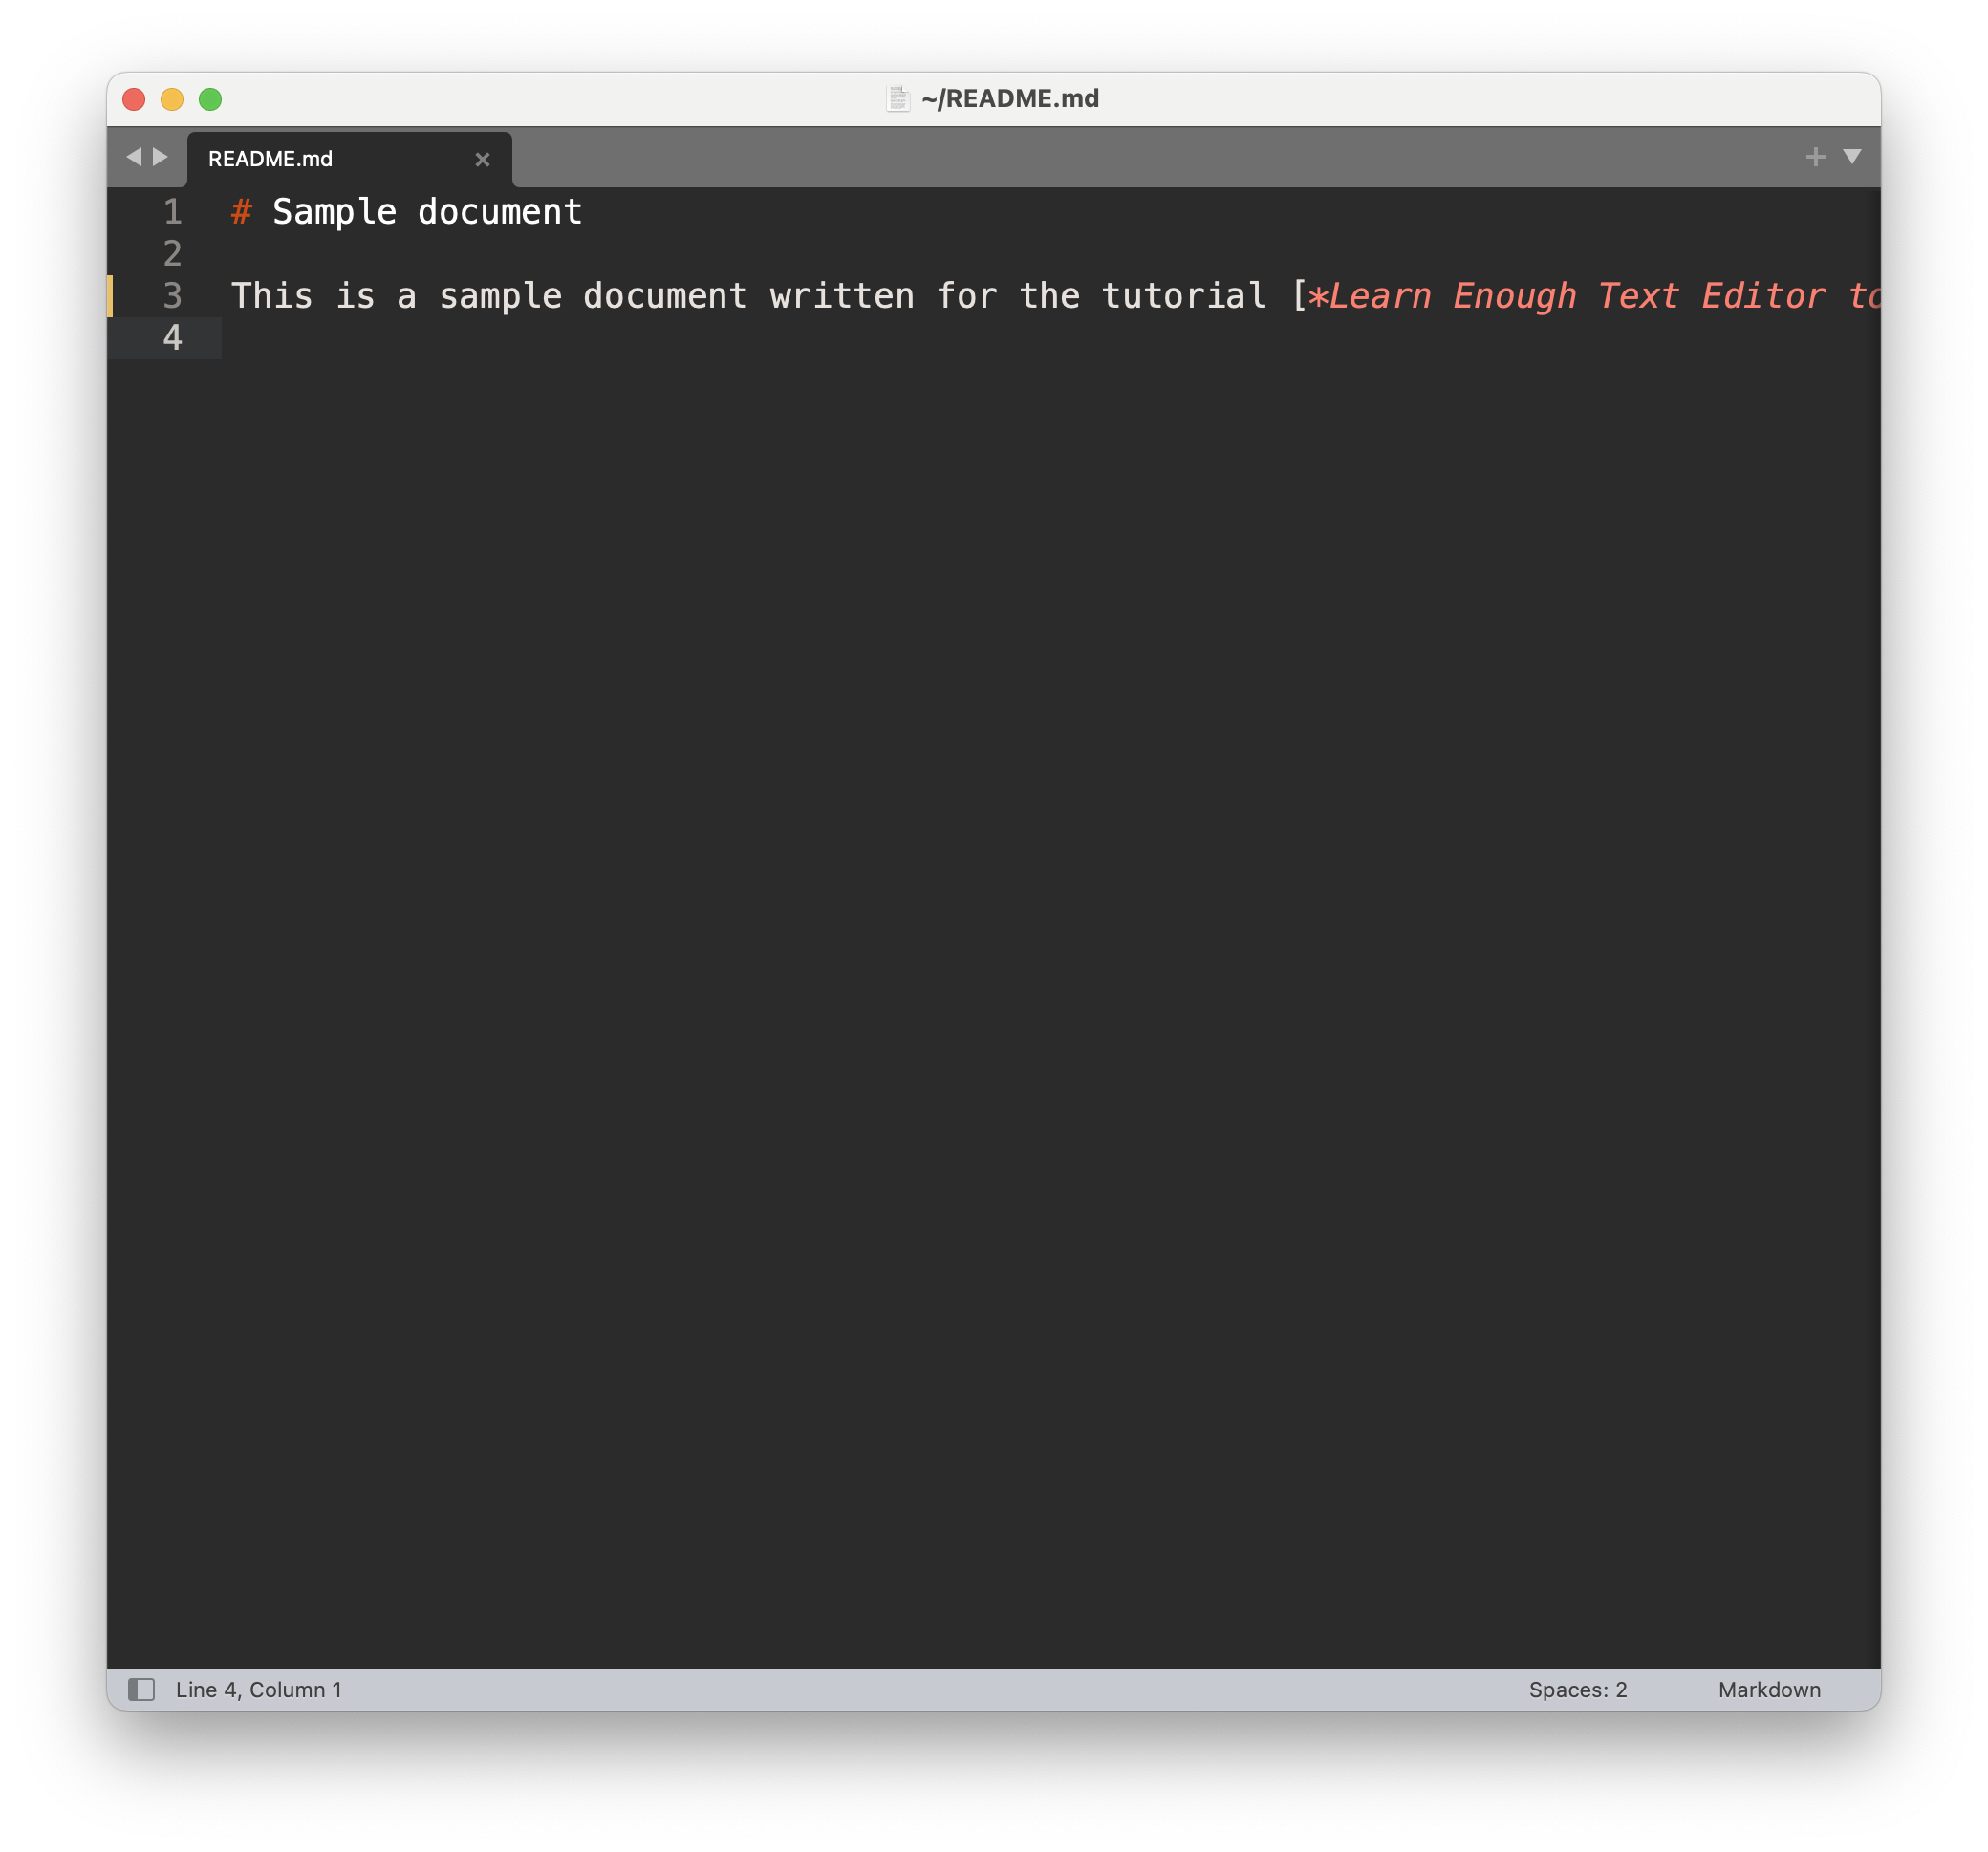 ~/README.md
README.md
1 # Sample document
2
3 This is a sample document written for the tutorial [*Learn Enough Text Editor to
4
Line 4, Column 1
Spaces: 2
Markdown